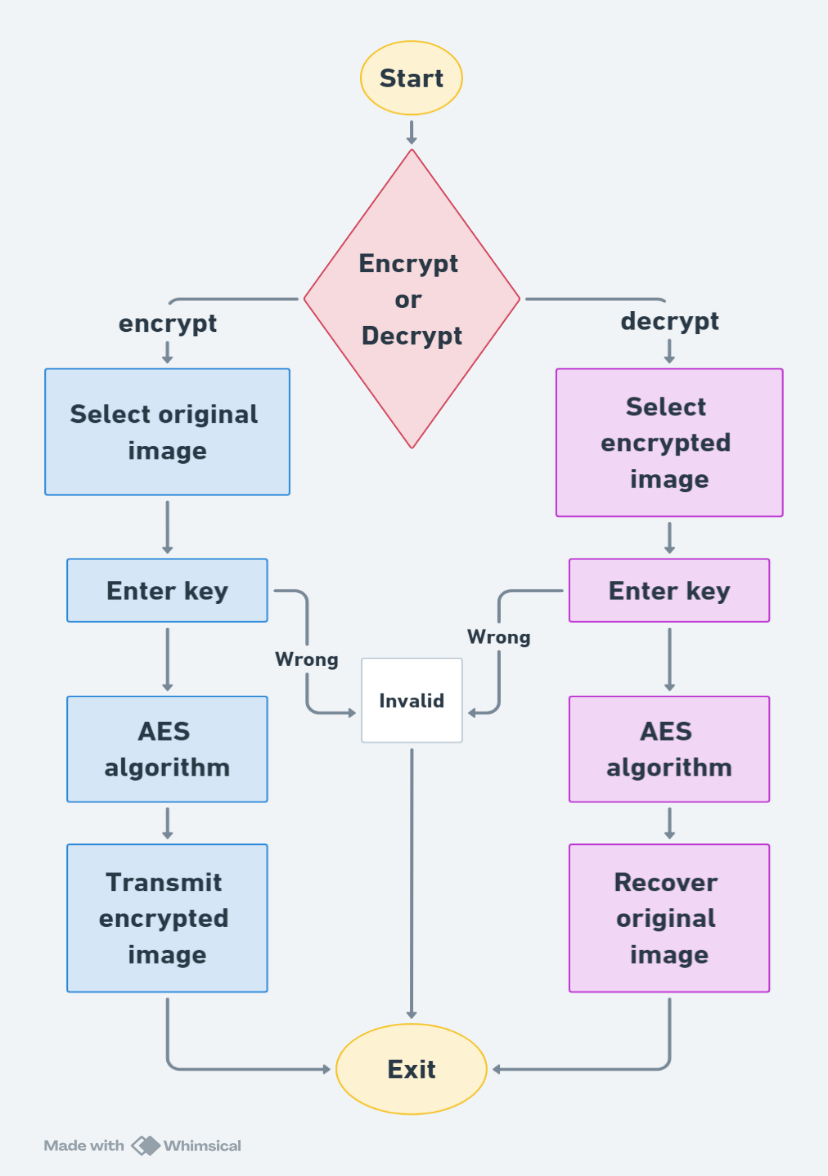 Start
Encrypt
or
Decrypt
encrypt
decrypt
Select original
image
Select
encrypted
image
Enter key
Enter key
Wrong
Wrong
Invalid
AES
algorithm
AES
algorithm
Transmit
encrypted
image
Recover
original
image
Exit
Made with Whimsical